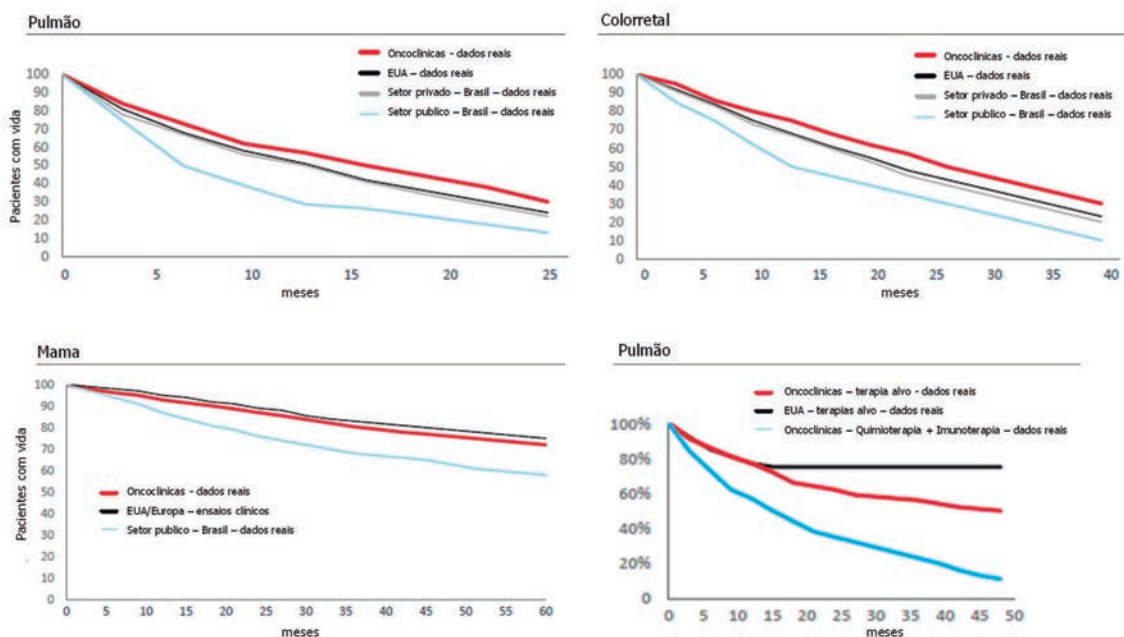 Pulmão
Oncoclinicas - dados reais
EUA – dados reais
Setor privado – Brasil – dados reais
Setor publico – Brasil – dados reais
Pacientes com vida
100
90
80
70
60
50
40
30
20
10
0
0 5 10 15 20 25
meses
Colorretal
Oncoclinicas - dados reais
EUA – dados reais
Setor privado – Brasil – dados reais
Setor publico – Brasil – dados reais
100
90
80
70
60
50
40
30
20
10
0
0 5 10 15 20 25 30 35 40
meses
Mama
Pacientes com vida
100
90
80
70
60
50
40
30
20
10
0
Oncoclinicas - dados reais
EUA/Europa – ensaios clínicos
Setor publico – Brasil – dados reais
0 5 10 15 20 25 30 35 40 45 50 55 60
meses
Pulmão
Oncoclinicas – terapia alvo - dados reais
EUA – terapias alvo – dados reais
Oncoclinicas – Quimioterapia + Imunoterapia – dados reais
100%
80%
60%
40%
20%
0
0 5 10 15 20 25 30 35 40 45 50
meses